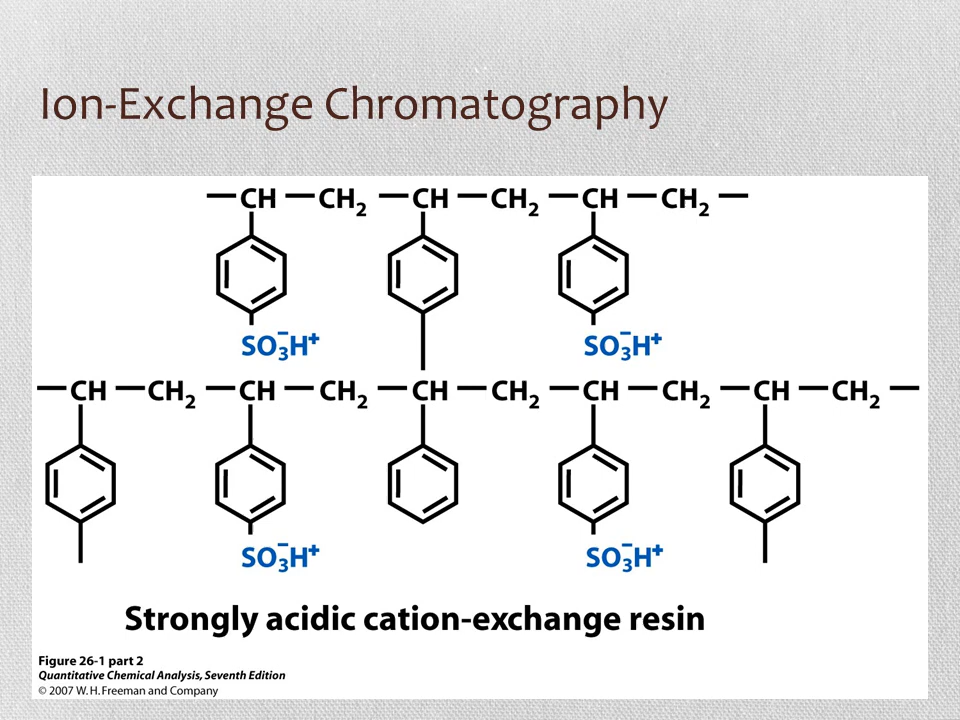 Ion-Exchange Chromatography
— CH — CH₂ — CH — CH₂ — CH — CH₂ —
SO₃⁻H⁺ SO₃⁻H⁺
— CH — CH₂ — CH — CH₂ — CH — CH₂ — CH — CH₂ — CH — CH₂ —
SO₃⁻H⁺ SO₃⁻H⁺
Strongly acidic cation-exchange resin
Figure 26-1 part 2
Quantitative Chemical Analysis, Seventh Edition
© 2007 W. H. Freeman and Company